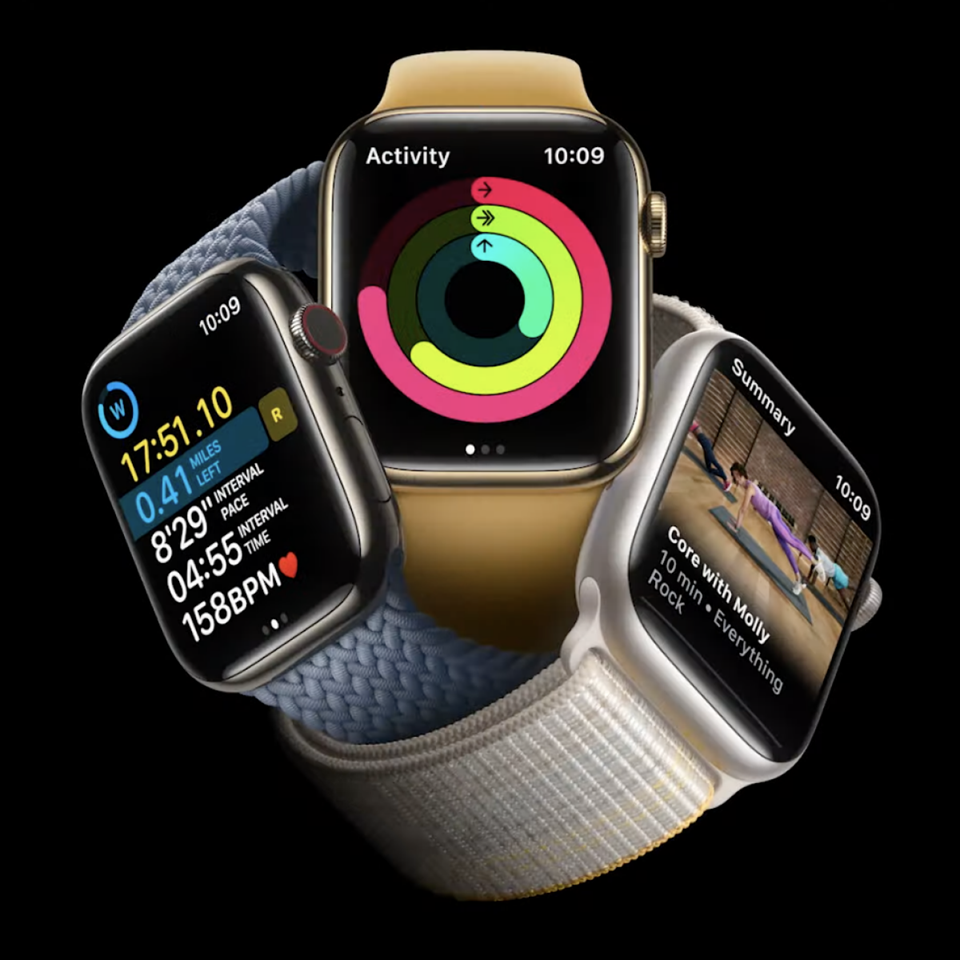 Activity
10:09
10:09
W
17:51.10
R
0.41 MILES LEFT
8'29" INTERVAL PACE
04:55 INTERVAL TIME
158BPM
Summary
10:09
Core with Molly
10 min • Everything
Rock